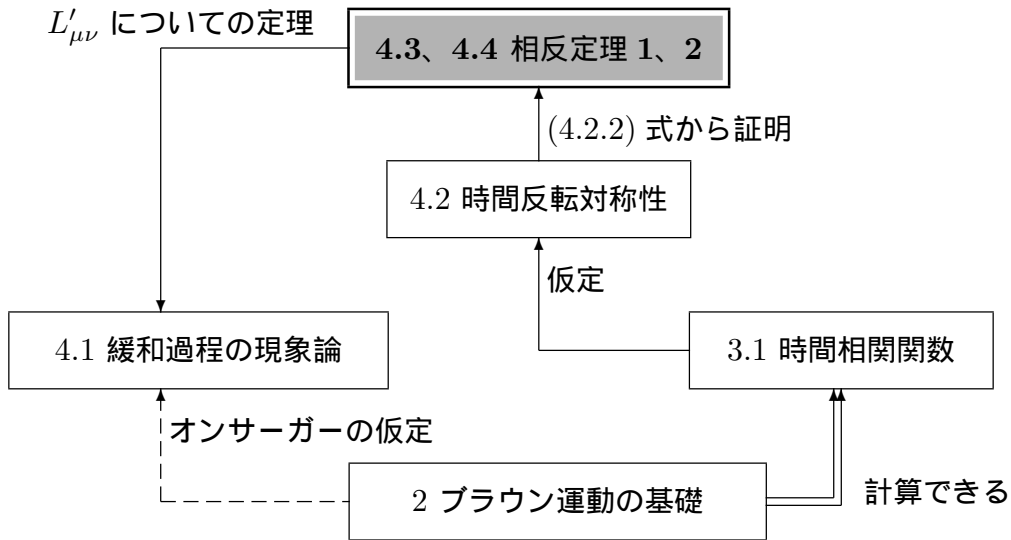 L'_{μν} についての定理
4.3、4.4 相反定理 1、2
(4.2.2) 式から証明
4.2 時間反転対称性
仮定
4.1 緩和過程の現象論
3.1 時間相関関数
オンサーガーの仮定
2 ブラウン運動の基礎
計算できる